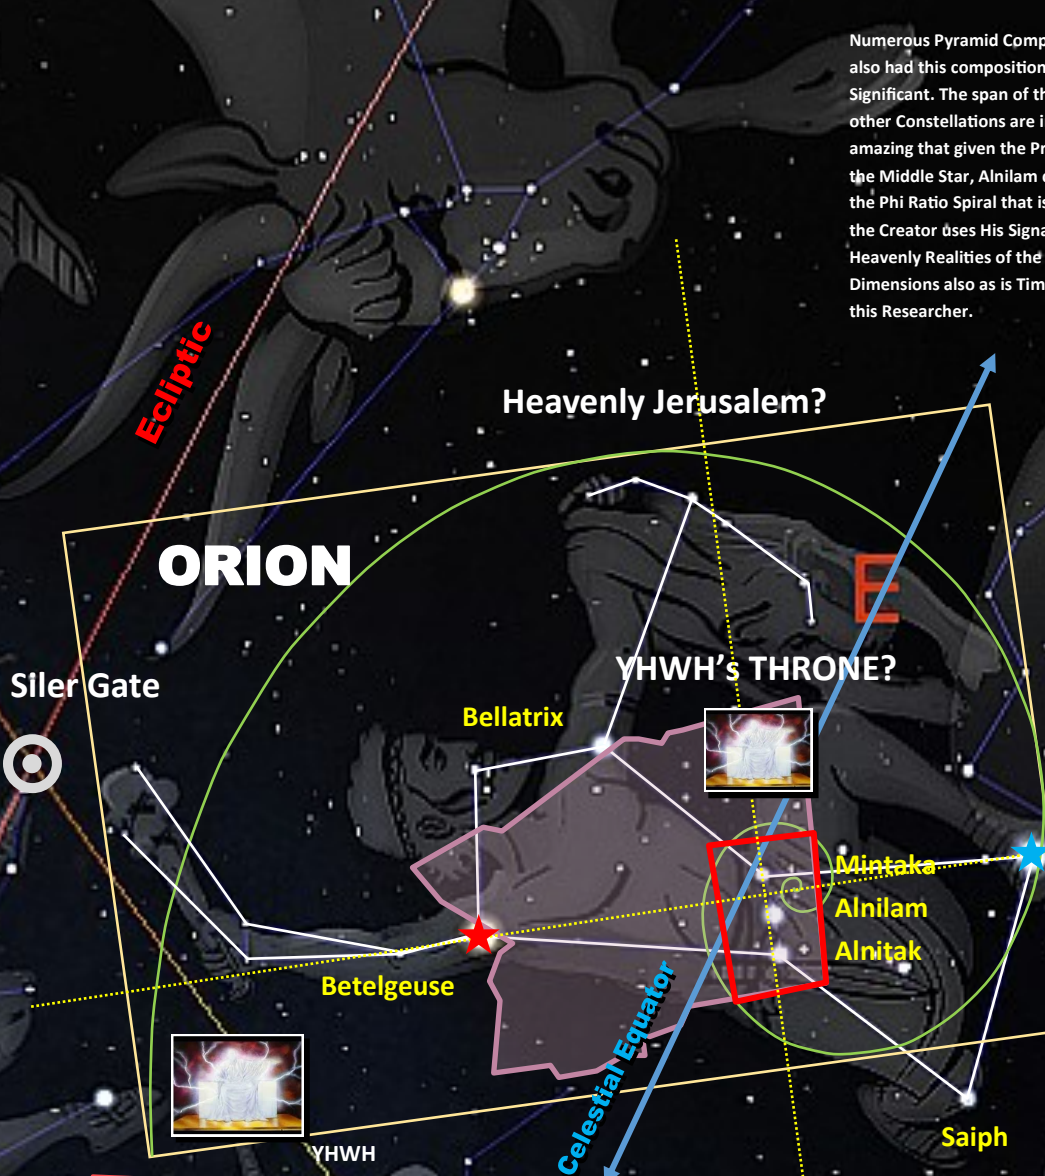 Numerous Pyramid Comp
also had this composition
Significant. The span of th
other Constellations are i
amazing that given the Pr
the Middle Star, Alnilam
the Phi Ratio Spiral that is
the Creator uses His Signa
Heavenly Realities of the
Dimensions also as is Tim
this Researcher.
Ecliptic
Heavenly Jerusalem?
ORION
E
Siler Gate
YHWH's THRONE?
Bellatrix
Mintaka
Alnilam
Alnitak
Betelgeuse
Celestial Equator
YHWH
Saiph